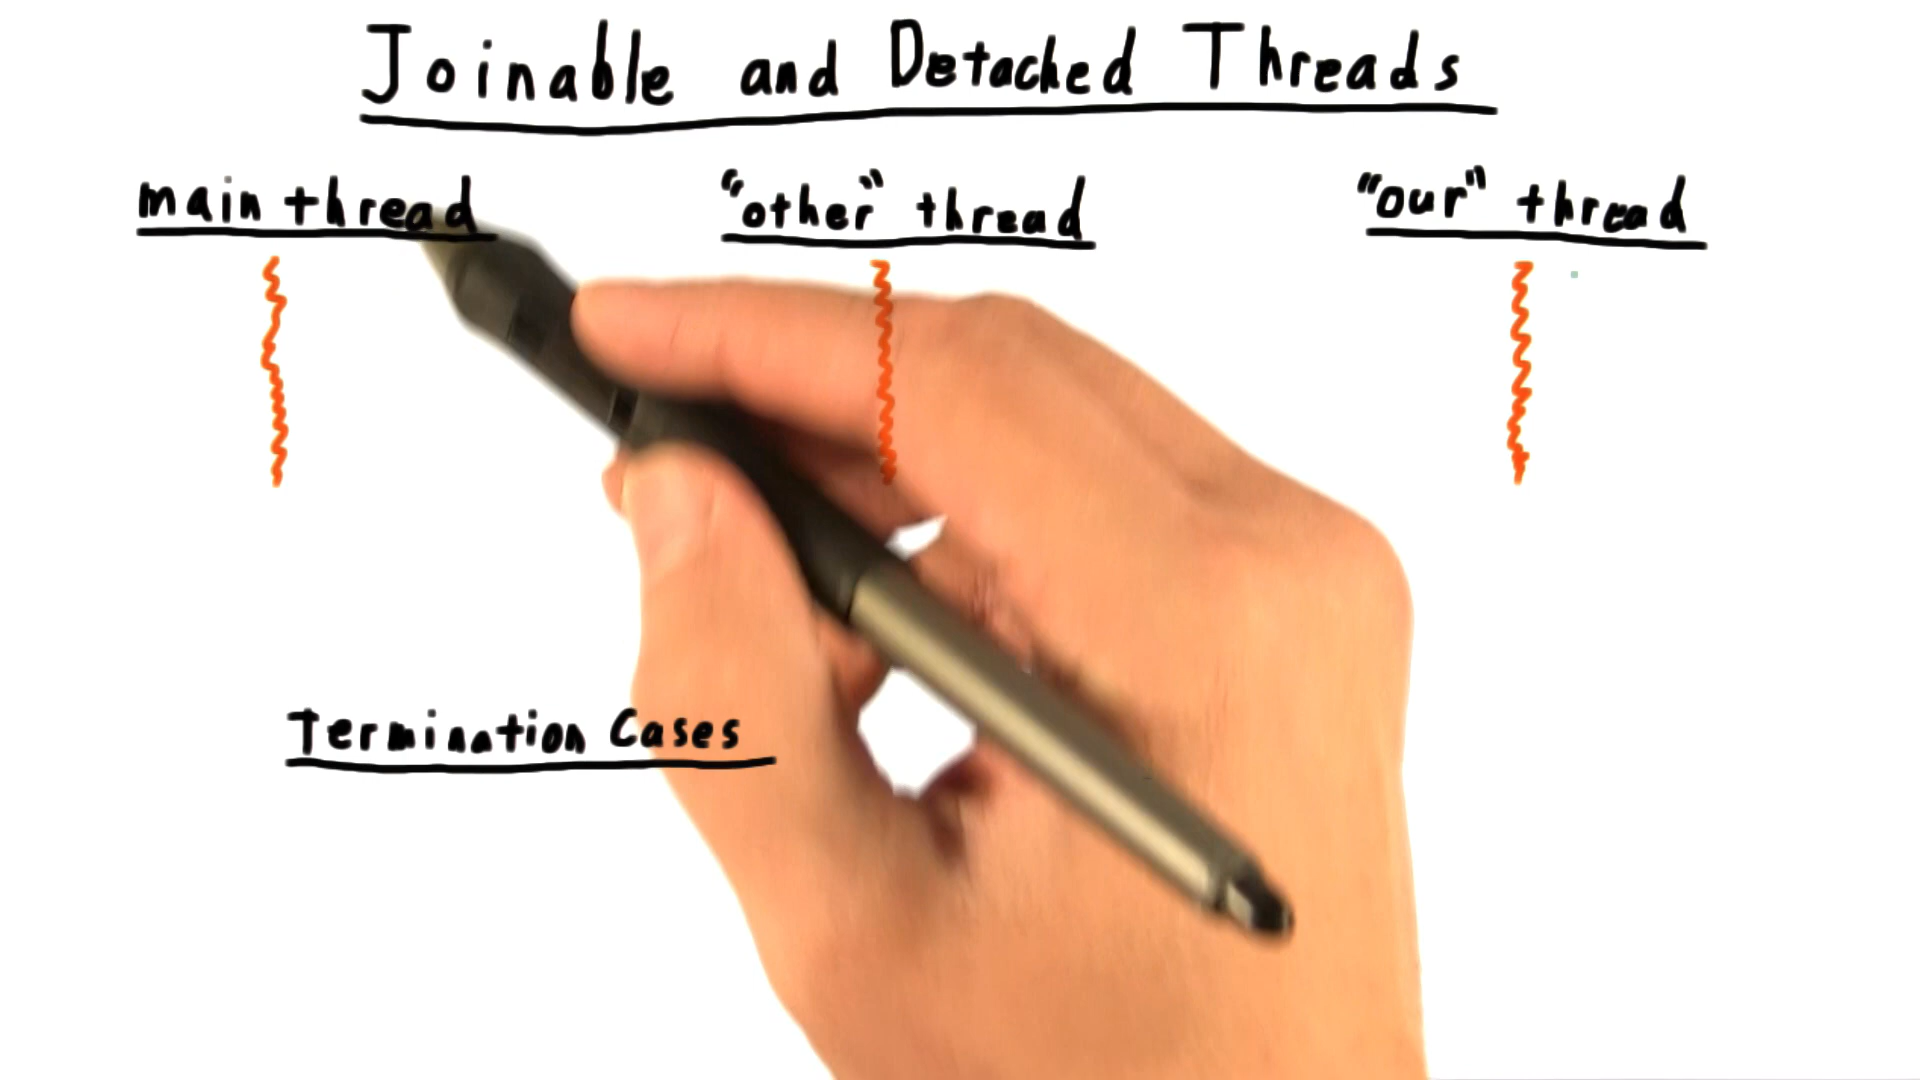 Joinable and Detached Threads
main thread
"other" thread
"our" thread
Termination Cases